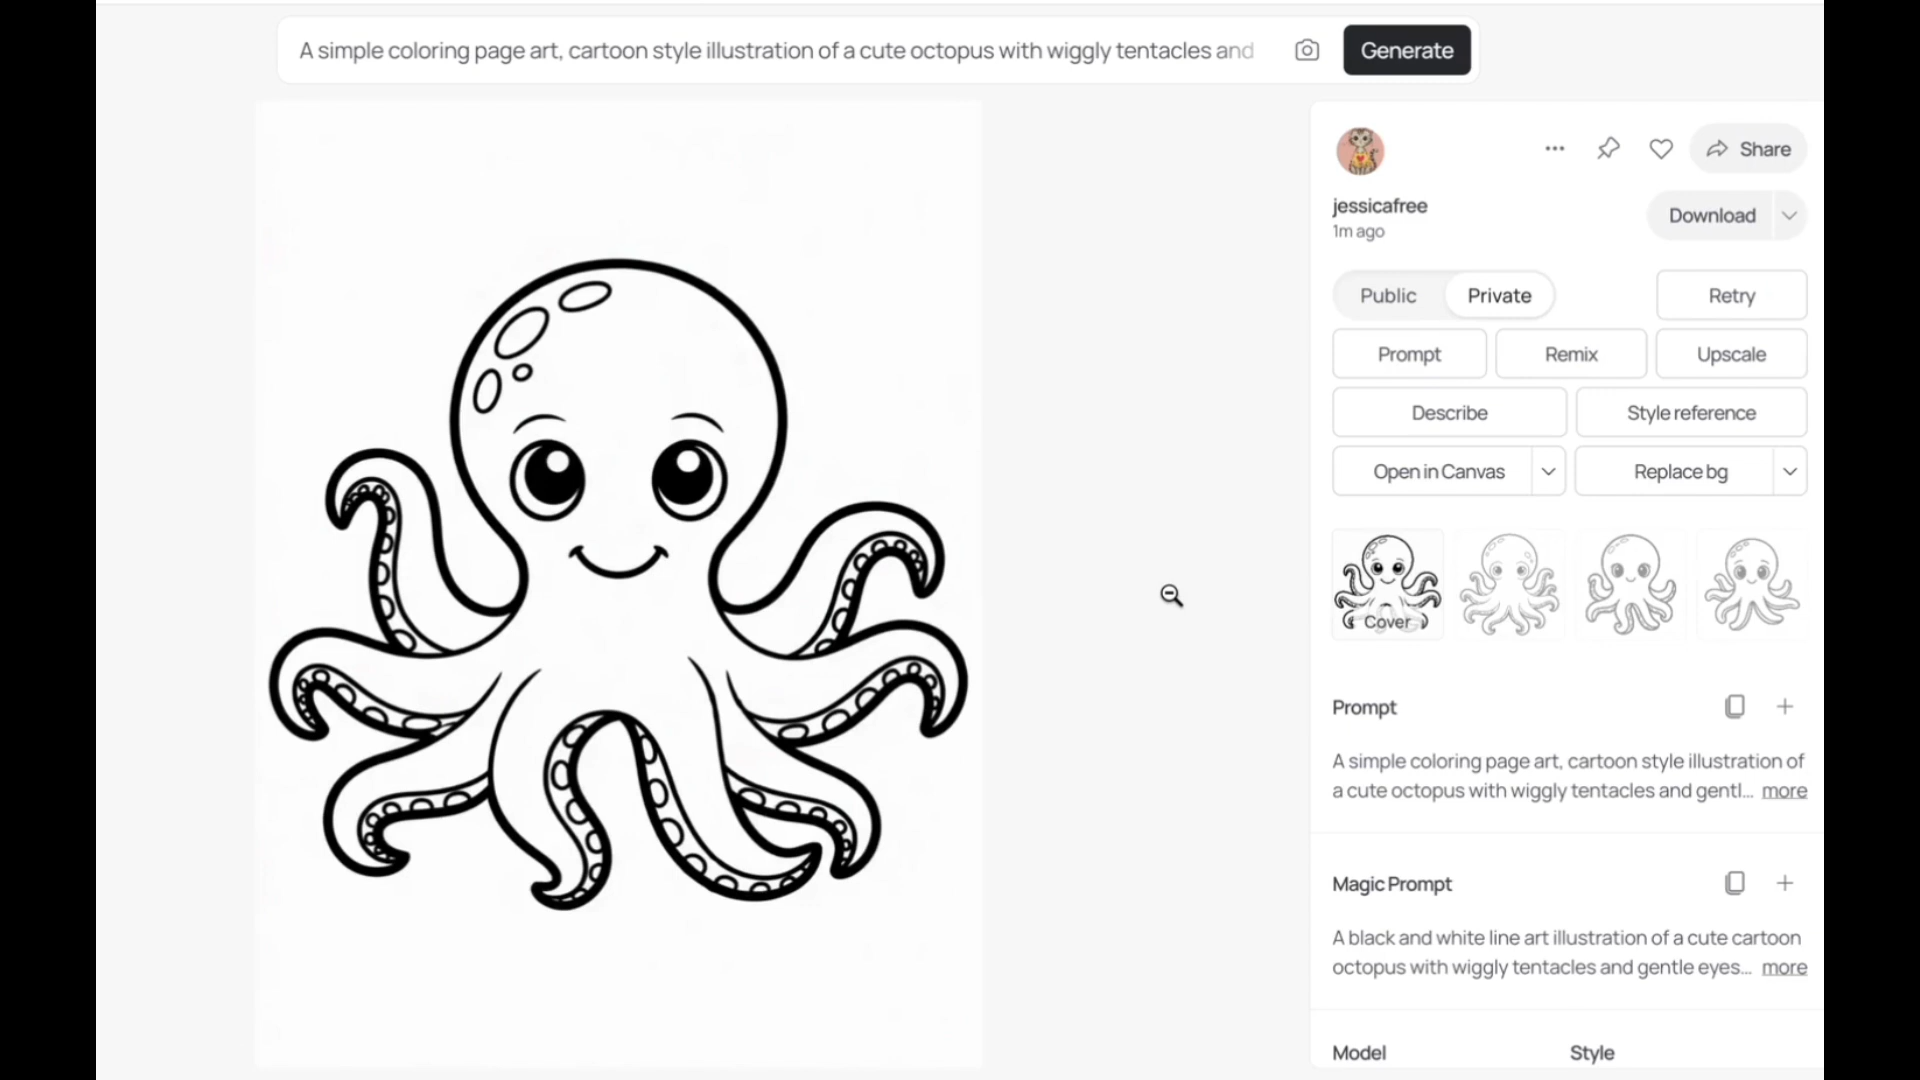 A simple coloring page art, cartoon style illustration of a cute octopus with wiggly tentacles and
Generate
Share
jessicafree
1m ago
Download
Public
Private
Retry
Prompt
Remix
Upscale
Describe
Style reference
Open in Canvas
Replace bg
Cover
Prompt
A simple coloring page art, cartoon style illustration of
a cute octopus with wiggly tentacles and gentl... more
Magic Prompt
A black and white line art illustration of a cute cartoon
octopus with wiggly tentacles and gentle eyes... more
Model
Style